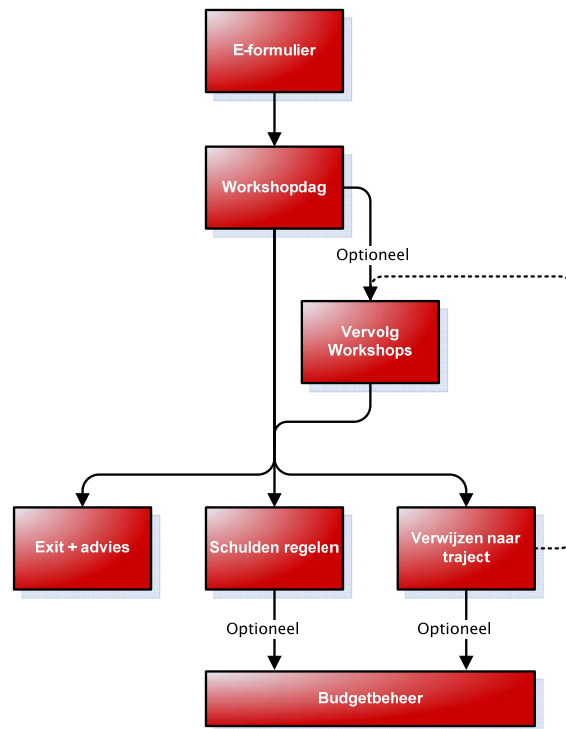 E-formulier
Workshopdag
Optioneel
Vervolg
Workshops
Exit + advies
Schulden regelen
Verwijzen naar
traject
Optioneel
Optioneel
Budgetbeheer